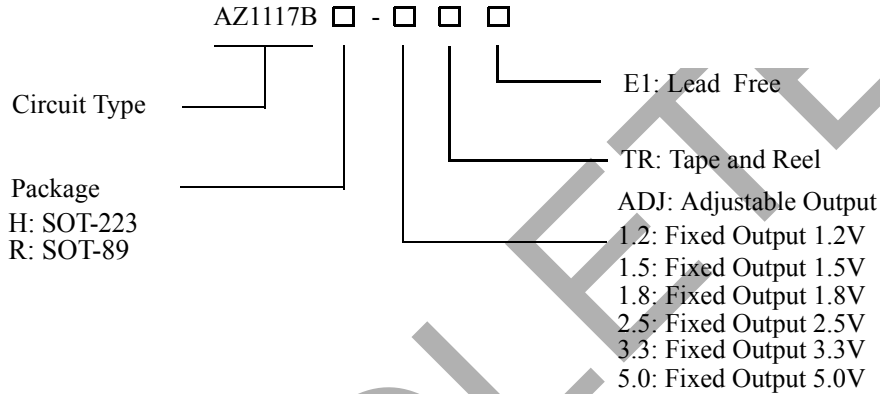 AZ1117B □ - □ □ □
Circuit Type
Package
H: SOT-223
R: SOT-89
E1: Lead Free
TR: Tape and Reel
ADJ: Adjustable Output
1.2: Fixed Output 1.2V
1.5: Fixed Output 1.5V
1.8: Fixed Output 1.8V
2.5: Fixed Output 2.5V
3.3: Fixed Output 3.3V
5.0: Fixed Output 5.0V